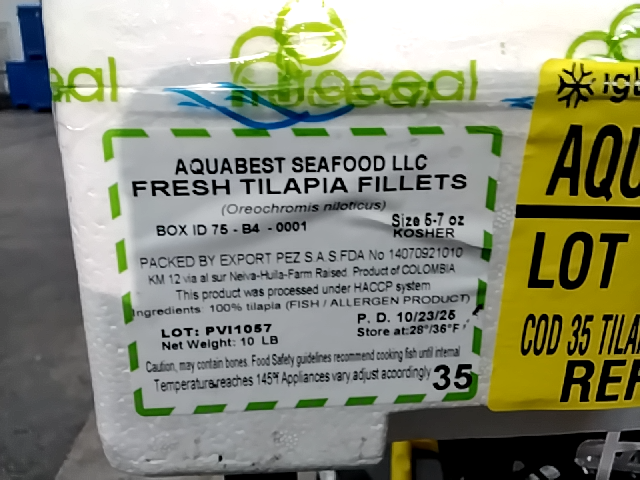 AQUABEST SEAFOOD LLC
FRESH TILAPIA FILLETS
(Oreochromis niloticus)
BOX ID 75 - B4 - 0001
Size 5-7 oz
KOSHER
PACKED BY EXPORT PEZ S.A.S.FDA No 14070921010
KM 12 via al sur Neiva-Huila-Farm Raised Product of COLOMBIA
This product was processed under HACCP system
Ingredients: 100% tilapia (FISH / ALLERGEN PRODUCT)
LOT: PVI1057
P. D. 10/23/25
Net Weight: 10 LB
Store at:28°/36°F
Caution, may contain bones. Food Safety guidelines recommend cooking fish until internal
Temperature reaches 145°f Appliances vary, adjust acoordingly
35
AQU
LOT
COD 35 TILA
REF